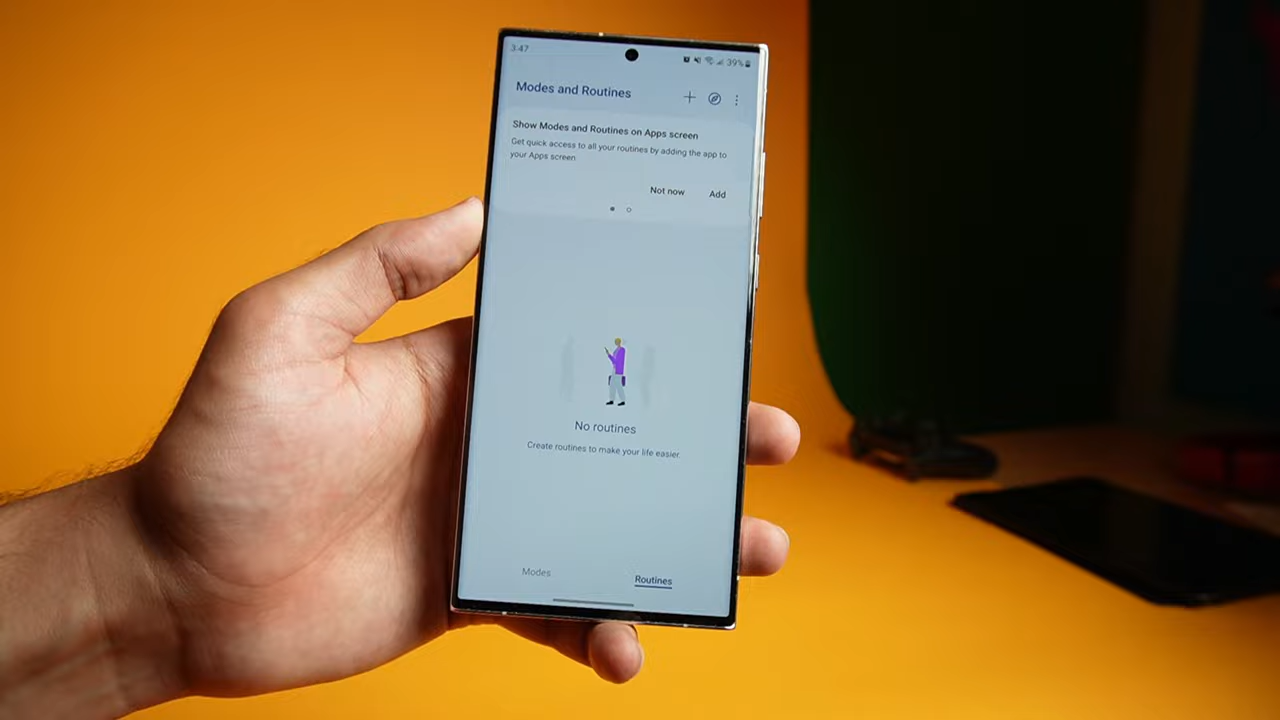 3:47
39%
Modes and Routines
Show Modes and Routines on Apps screen
Get quick access to all your routines by adding the app to
your Apps screen
Not now Add
No routines
Create routines to make your life easier.
Modes Routines